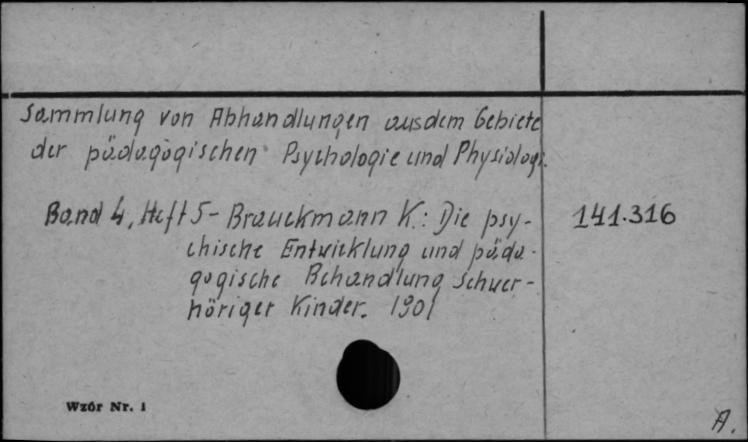 Sammlung von Abhandlungen aus dem Gebiete
der pädagogischen Psychologie und Physiologi.
Band 4, Heft 5 - Brauckmann K.: Die psy- 141.316
chische Entwicklung und päda-
gogische Behandlung schwer-
höriger Kinder. 1901
Wzór Nr. 1
A.